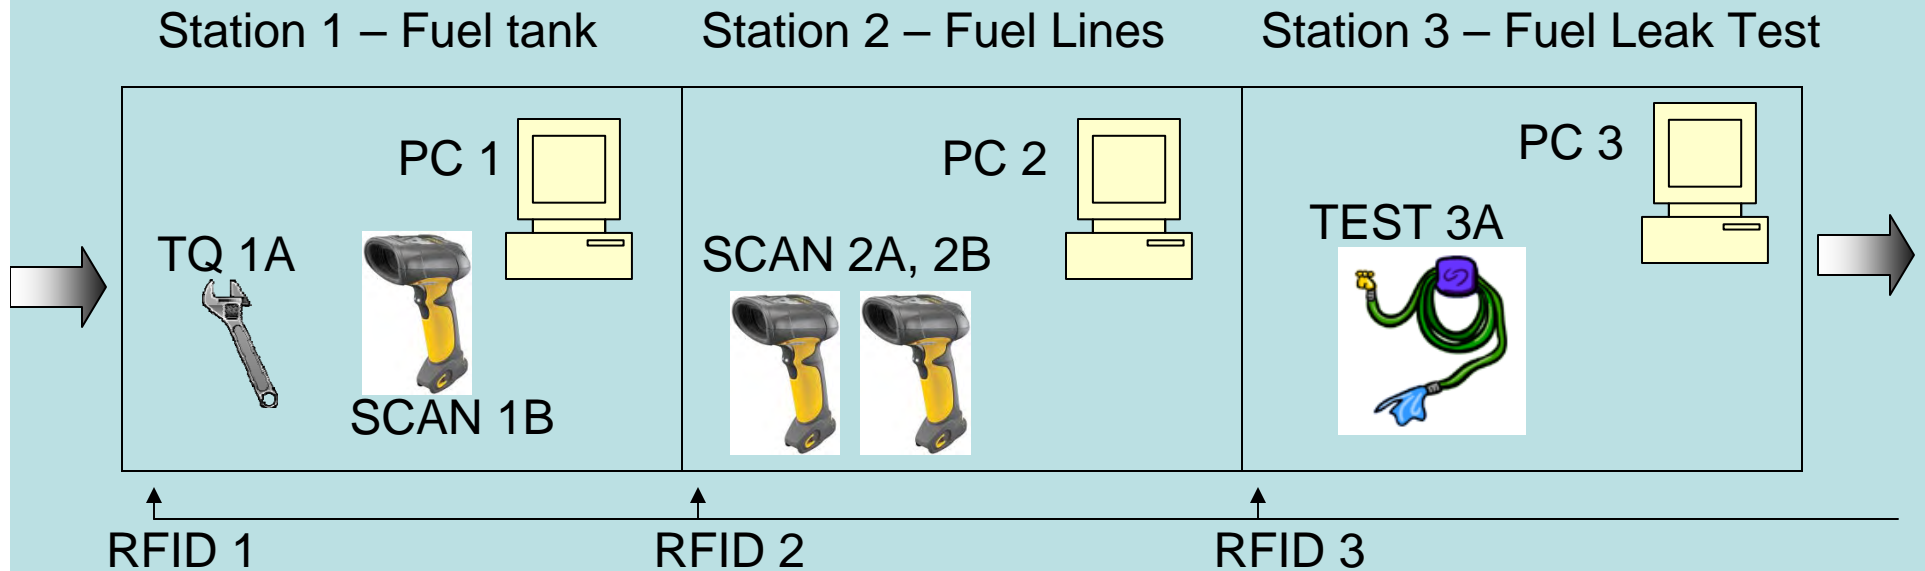 Station 1 – Fuel tank
Station 2 – Fuel Lines
Station 3 – Fuel Leak Test
PC 1
PC 2
PC 3
TQ 1A
SCAN 1B
SCAN 2A, 2B
TEST 3A
RFID 1
RFID 2
RFID 3